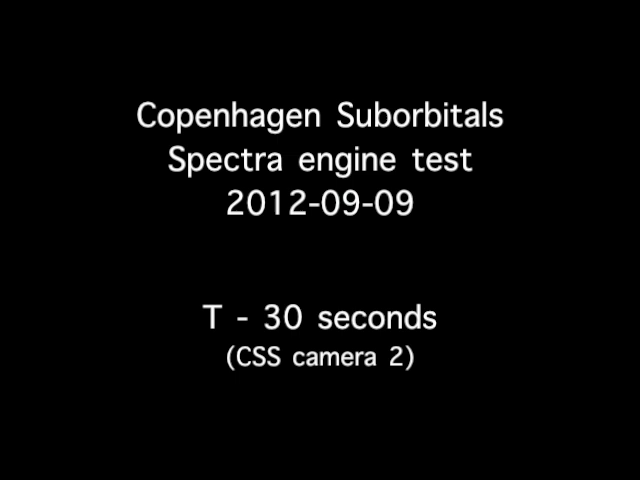 Copenhagen Suborbitals
Spectra engine test
2012-09-09
T - 30 seconds
(CSS camera 2)